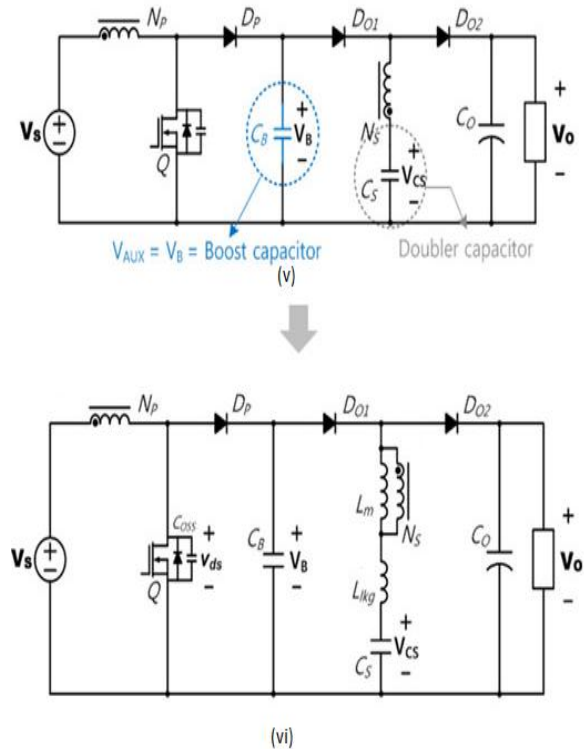 N_P D_P D_O1 D_O2
V_S Q C_B V_B N_S C_S V_CS C_O V_O
V_AUX = V_B = Boost capacitor
Doubler capacitor
(v)
N_P D_P D_O1 D_O2
V_S Q C_OSS v_ds C_B V_B L_m N_S L_lkg C_S V_CS C_O V_O
(vi)